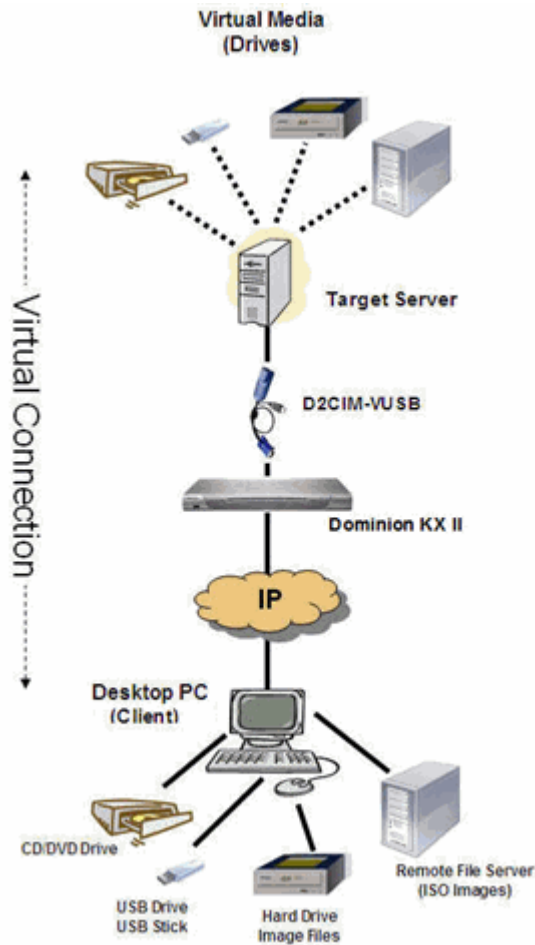 Virtual Media
(Drives)
Virtual Connection
Target Server
D2CIM-VUSB
Dominion KX II
IP
Desktop PC
(Client)
CD/DVD Drive
USB Drive
USB Stick
Hard Drive
Image Files
Remote File Server
(ISO Images)